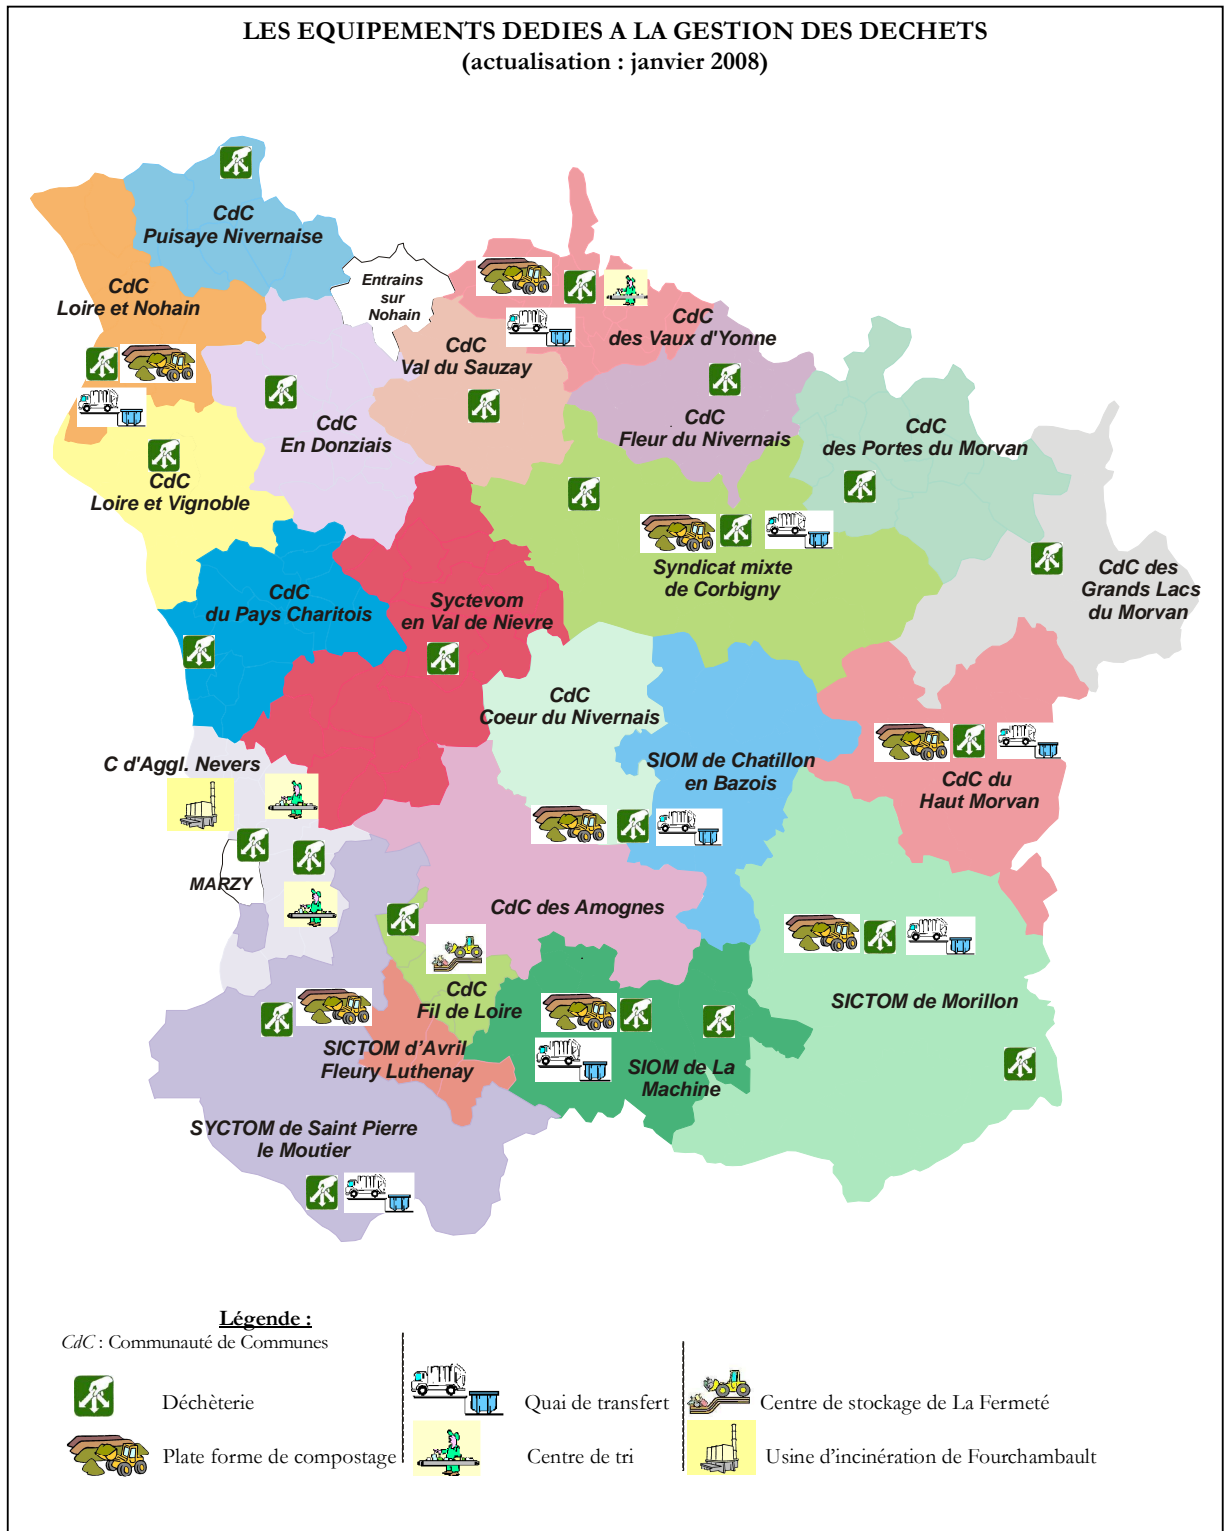 LES EQUIPEMENTS DEDIES A LA GESTION DES DECHETS
(actualisation : janvier 2008)
CdC
Puisaye Nivernaise
Entrains
sur
Nohain
CdC
Loire et Nohain
CdC
des Vaux d'Yonne
CdC
Val du Sauzay
CdC
En Donziais
CdC
Fleur du Nivernais
CdC
des Portes du Morvan
CdC
Loire et Vignoble
Syndicat mixte
de Corbigny
CdC des
Grands Lacs
du Morvan
CdC
du Pays Charitois
Syctevom
en Val de Nievre
CdC
Coeur du Nivernais
C d'Aggl. Nevers
SIOM de Chatillon
en Bazois
CdC du
Haut Morvan
MARZY
CdC des Amognes
CdC
Fil de Loire
SICTOM de Morillon
SICTOM d’Avril
Fleury Luthenay
SIOM de La
Machine
SYCTOM de Saint Pierre
le Moutier
Légende :
CdC : Communauté de Communes
Déchèterie
Quai de transfert
Centre de stockage de La Fermeté
Plate forme de compostage
Centre de tri
Usine d’incinération de Fourchambault